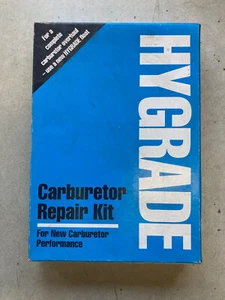 For a
complete
carburetor overhaul
- use a new HYGRADE float
HYGRADE
Carburetor
Repair Kit
For New Carburetor
Performance